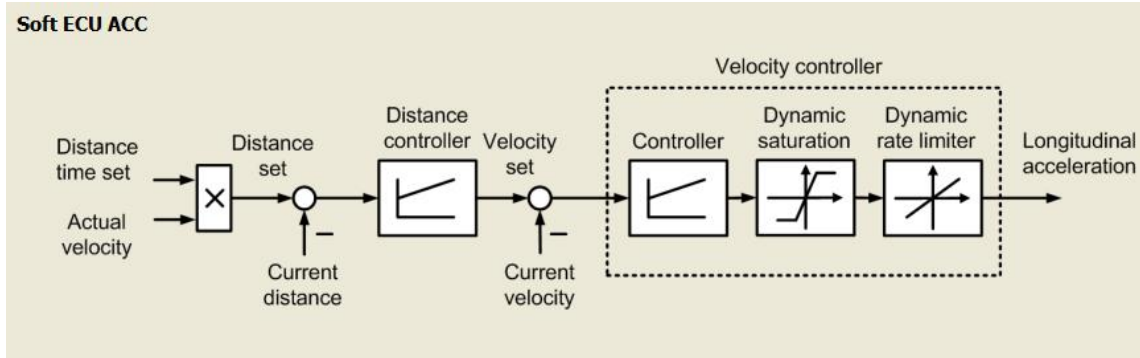 Soft ECU ACC
Velocity controller
Distance
time set
Actual
velocity
Distance
set
Current
distance
Distance
controller
Velocity
set
Current
velocity
Controller
Dynamic
saturation
Dynamic
rate limiter
Longitudinal
acceleration